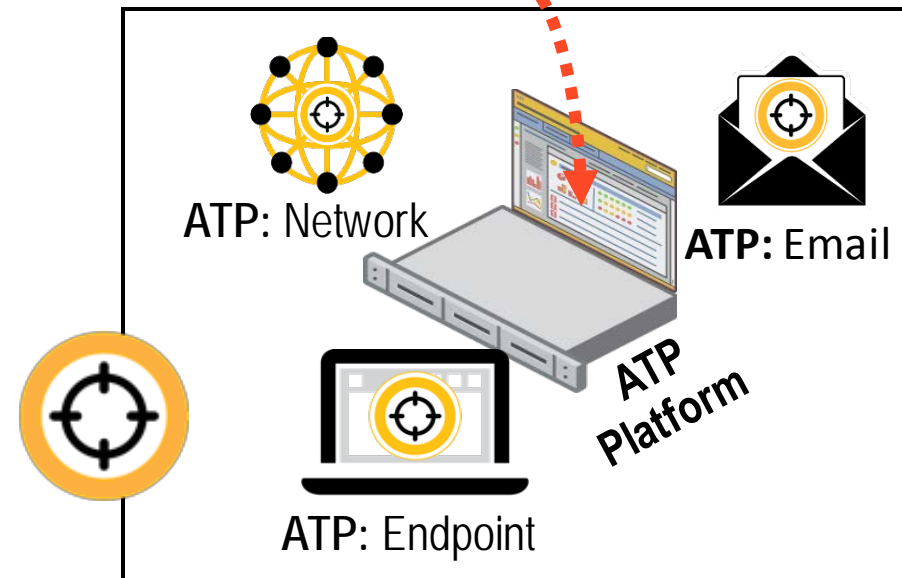 ATP: Network
ATP: Email
ATP
Platform
ATP: Endpoint